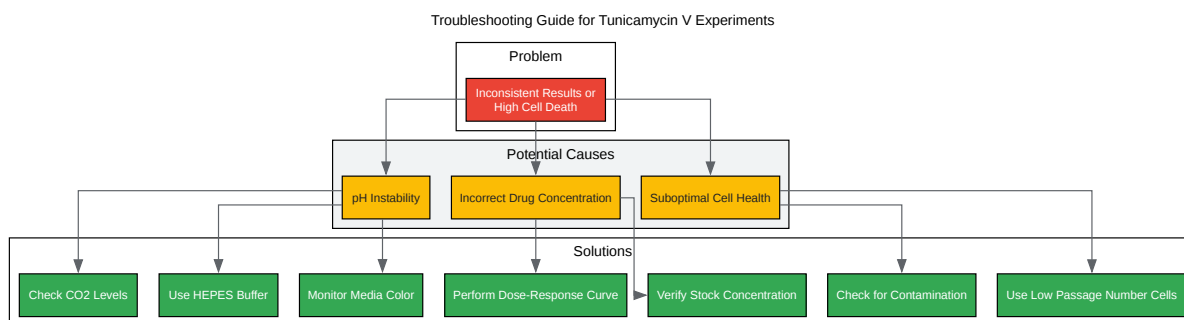 Troubleshooting Guide for Tunicamycin V Experiments
Problem
Inconsistent Results or
High Cell Death
Potential Causes
pH Instability
Incorrect Drug Concentration
Suboptimal Cell Health
Solutions
Check CO2 Levels
Use HEPES Buffer
Monitor Media Color
Perform Dose-Response Curve
Verify Stock Concentration
Check for Contamination
Use Low Passage Number Cells